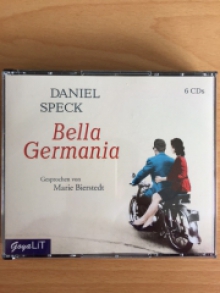 DANIEL
SPECK
6 CDs
Bella
Germania
Gesprochen von
Marie Bierstedt
GoyaLiT